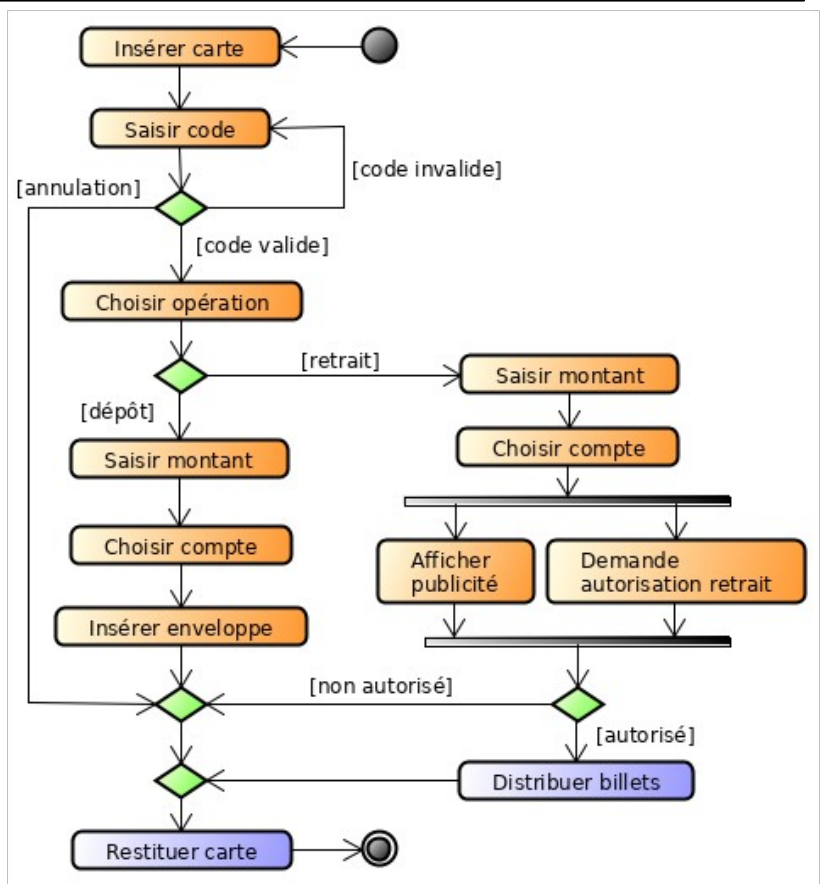 Insérer carte
Saisir code
[code invalide]
[annulation]
[code valide]
Choisir opération
[retrait]
Saisir montant
[dépôt]
Choisir compte
Saisir montant
Choisir compte
Afficher
publicité
Demande
autorisation retrait
Insérer enveloppe
[non autorisé]
[autorisé]
Distribuer billets
Restituer carte